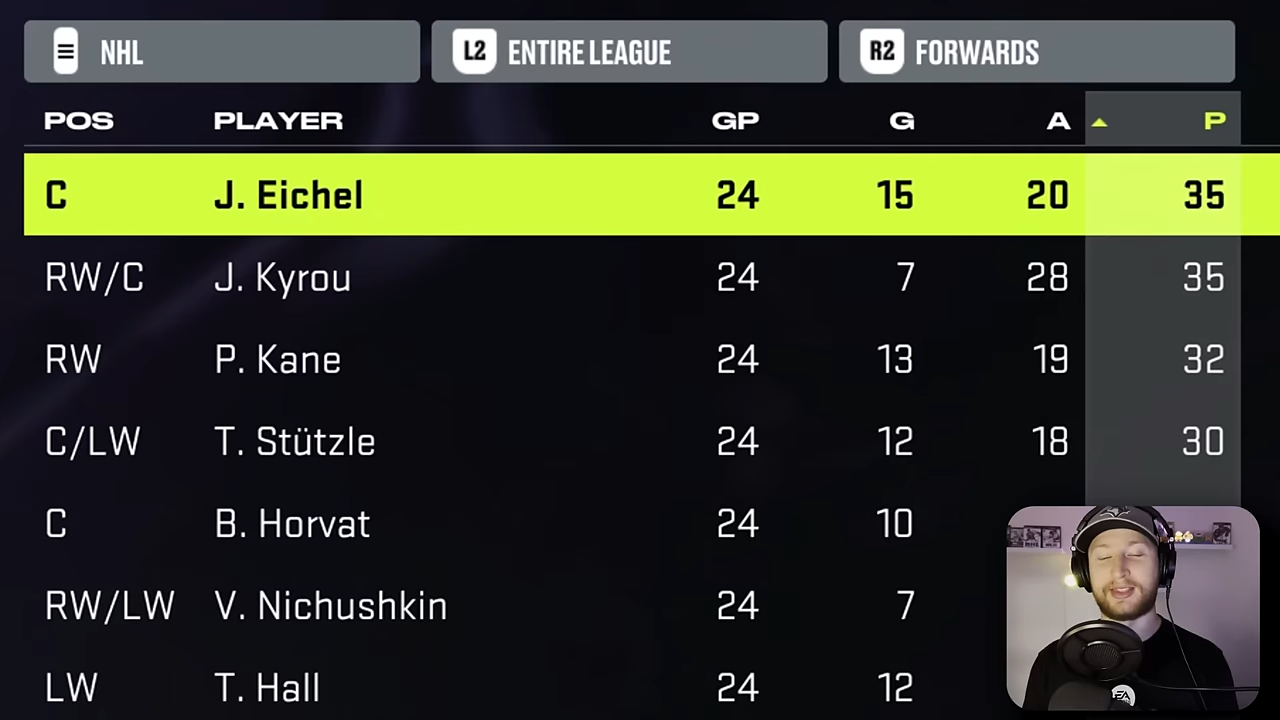 NHL
L2 ENTIRE LEAGUE
R2 FORWARDS
POS PLAYER GP G A P
C J. Eichel 24 15 20 35
RW/C J. Kyrou 24 7 28 35
RW P. Kane 24 13 19 32
C/LW T. Stützle 24 12 18 30
C B. Horvat 24 10
RW/LW V. Nichushkin 24 7
LW T. Hall 24 12
EA